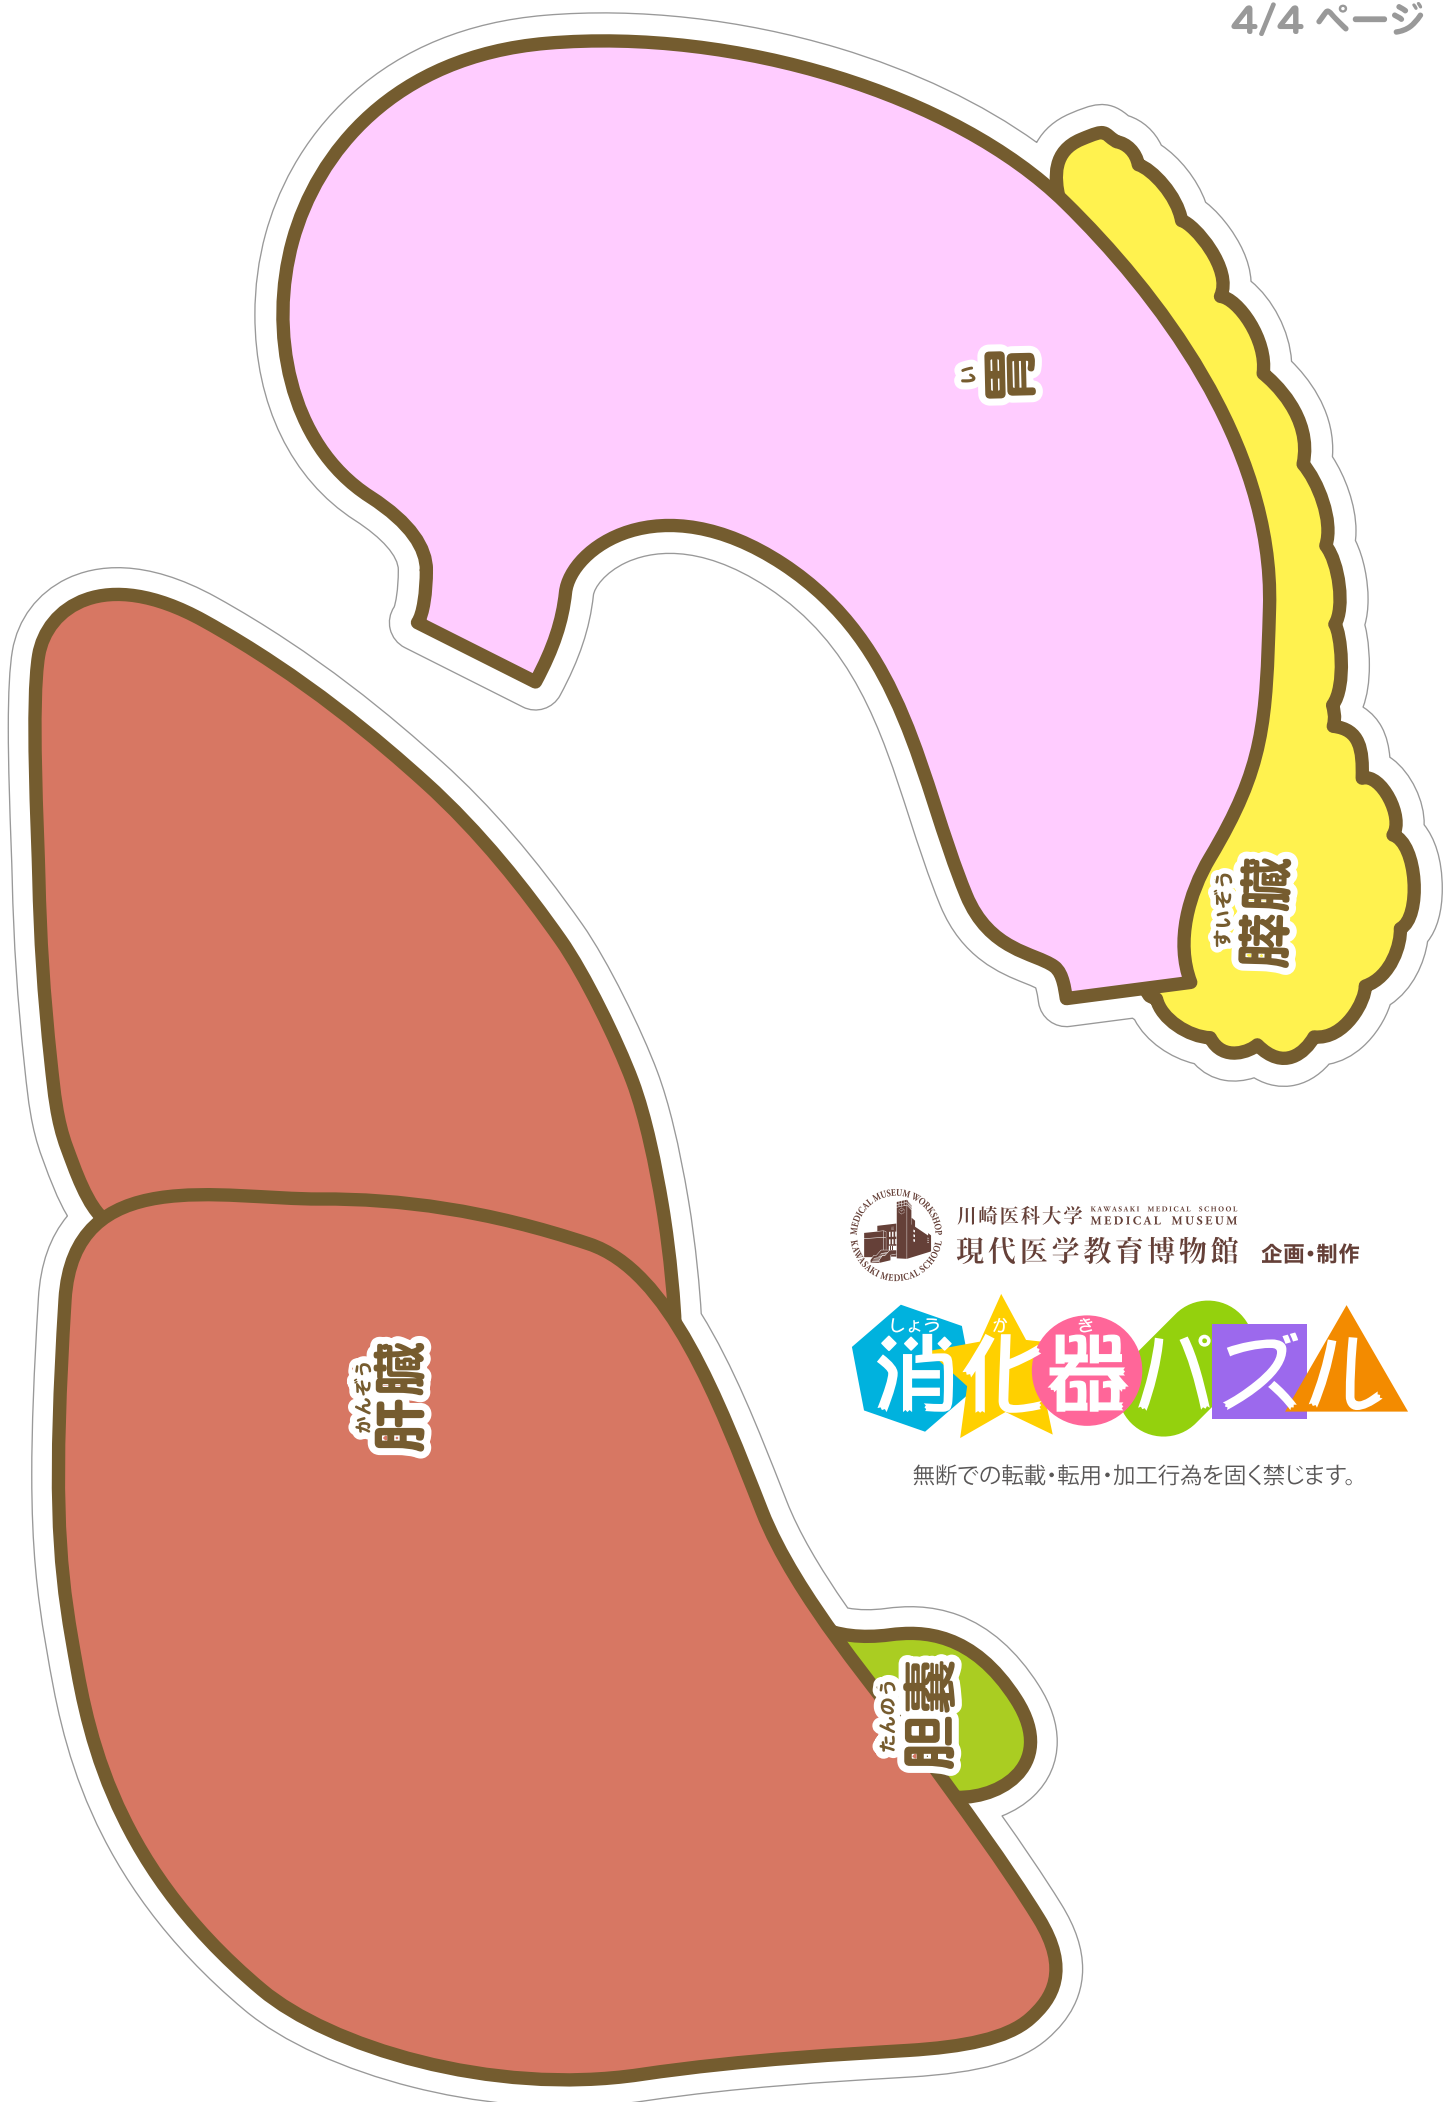 4/4 ページ
い
胃
すいぞう
膵臓
MEDICAL MUSEUM WORKSHOP
KAWASAKI MEDICAL SCHOOL
川崎医科大学
KAWASAKI MEDICAL SCHOOL
MEDICAL MUSEUM
現代医学教育博物館 企画・制作
しょう か き
消化器パズル
かんぞう
肝臓
無断での転載・転用・加工行為を固く禁じます。
たんのう
胆嚢